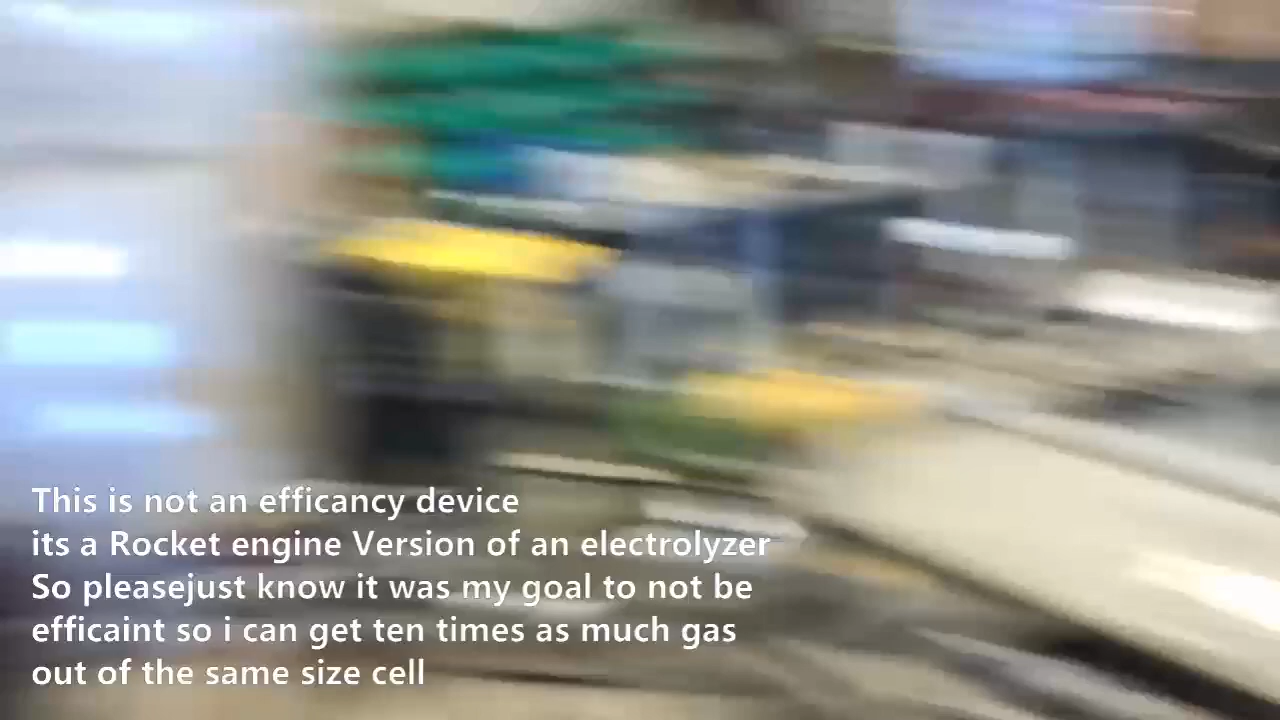 This is not an efficancy device
its a Rocket engine Version of an electrolyzer
So pleasejust know it was my goal to not be
efficaint so i can get ten times as much gas
out of the same size cell